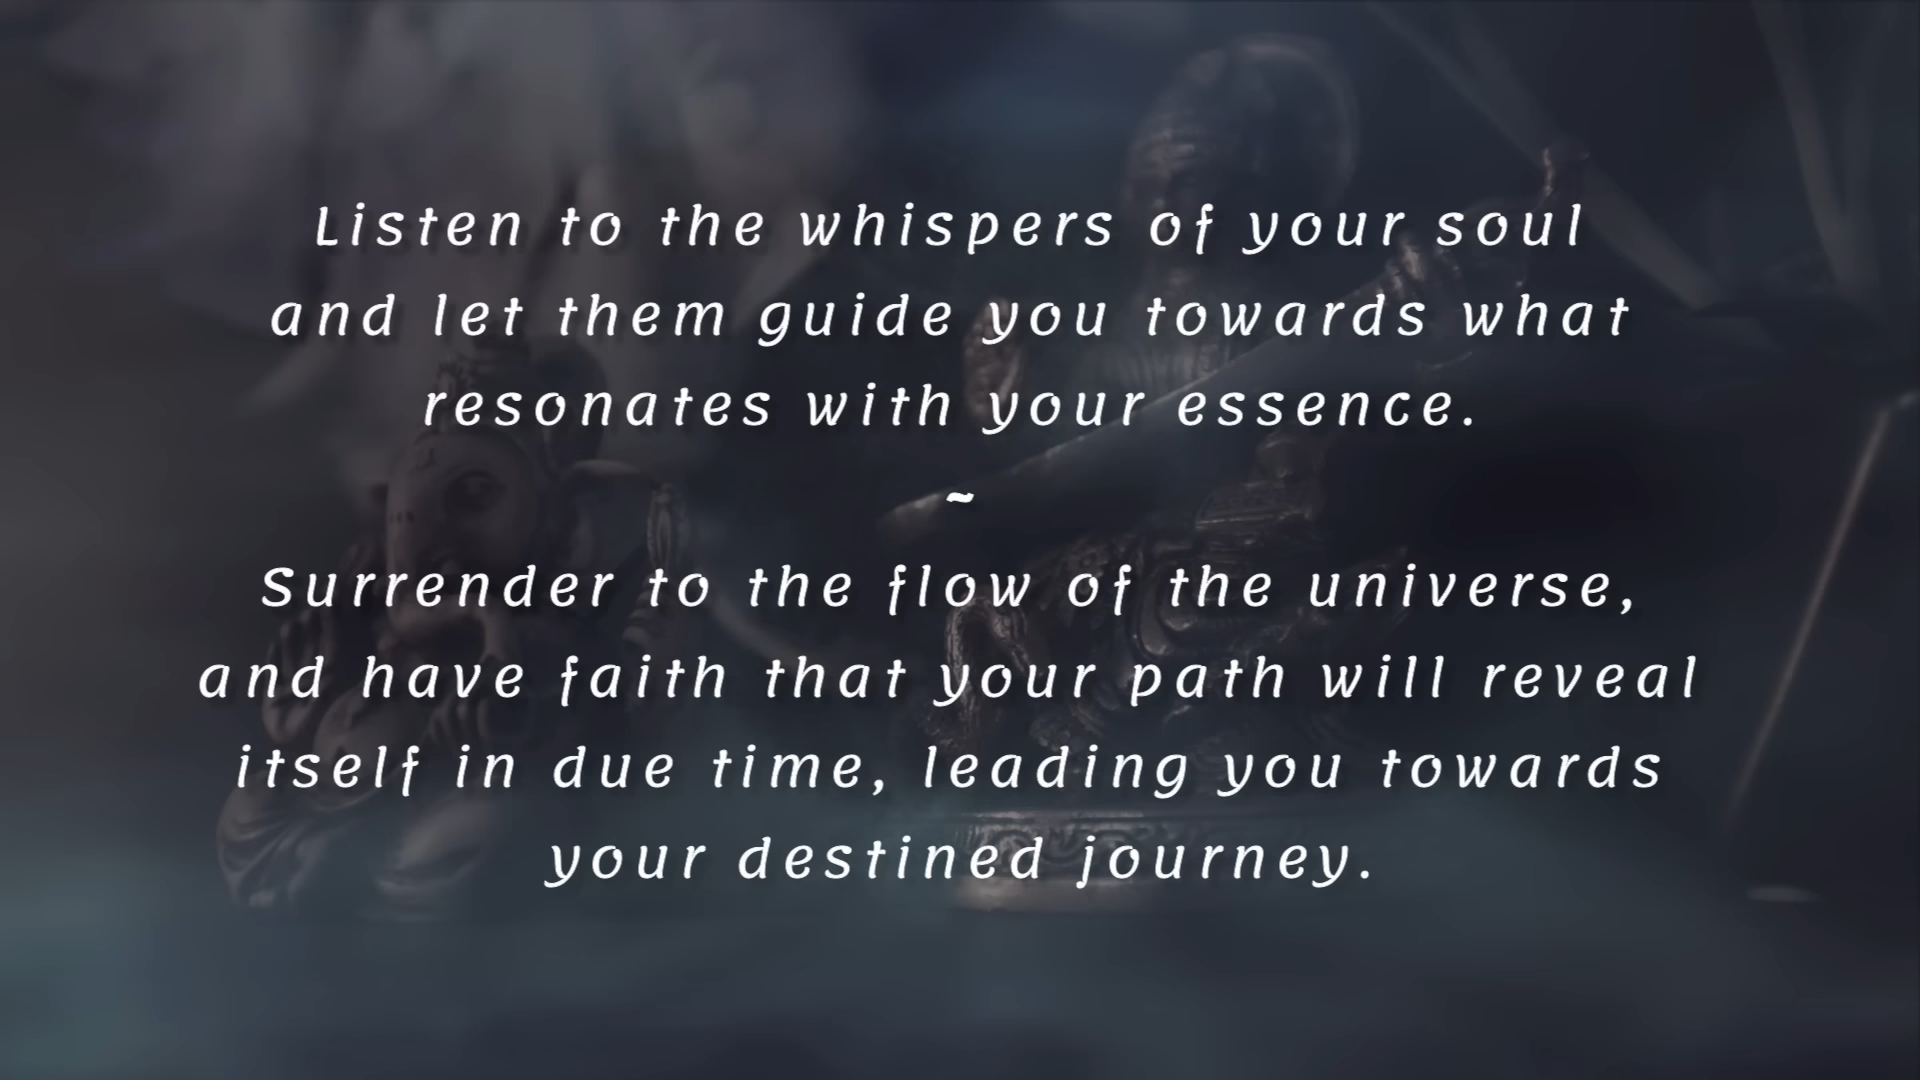 Listen to the whispers of your soul
and let them guide you towards what
resonates with your essence.
~
Surrender to the flow of the universe,
and have faith that your path will reveal
itself in due time, leading you towards
your destined journey.